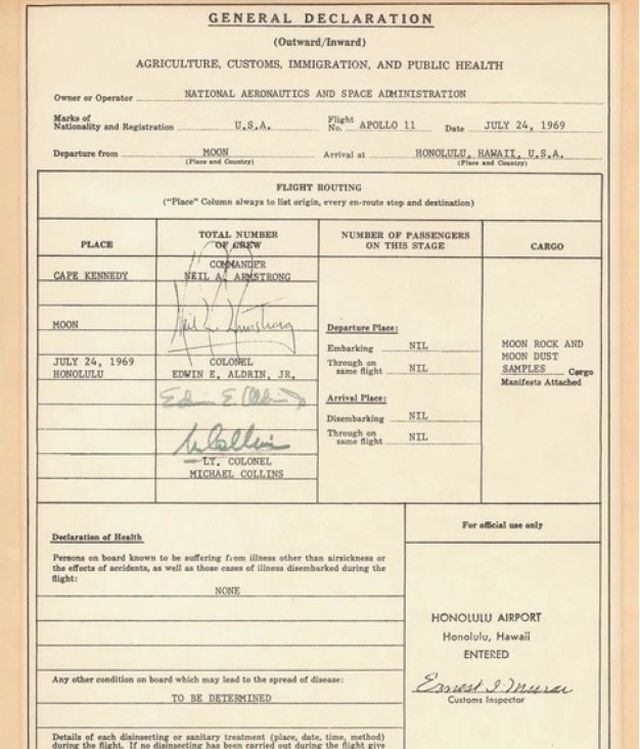 GENERAL DECLARATION
(Outward/Inward)
AGRICULTURE, CUSTOMS, IMMIGRATION, AND PUBLIC HEALTH
Owner or Operator NATIONAL AERONAUTICS AND SPACE ADMINISTRATION
Marks of
Nationality and Registration U.S.A. Flight
No. APOLLO 11 Date JULY 24, 1969
Departure from MOON Arrival at HONOLULU, HAWAII, U.S.A.
(Place and Country) (Place and Country)
FLIGHT ROUTING
("Place" Column always to list origin, every en-route stop and destination)
PLACE
TOTAL NUMBER
OF CREW
NUMBER OF PASSENGERS
ON THIS STAGE
CARGO
CAPE KENNEDY
COMMANDER
NEIL A. ARMSTRONG
Neil A. Armstrong
MOON
JULY 24, 1969
HONOLULU
COLONEL
EDWIN E. ALDRIN, JR.
Edwin E. Aldrin Jr
M Collins
LT. COLONEL
MICHAEL COLLINS
Departure Place:
Embarking NIL
Through on
same flight NIL
Arrival Place:
Disembarking NIL
Through on
same flight NIL
MOON ROCK AND
MOON DUST
SAMPLES Cargo
Manifests Attached
Declaration of Health
Persons on board known to be suffering from illness other than airsickness or
the effects of accidents, as well as those cases of illness disembarked during the
flight:
NONE
Any other condition on board which may lead to the spread of disease:
TO BE DETERMINED
Details of each disinsecting or sanitary treatment (place, date, time, method)
during the flight. If no disinsecting has been carried out during the flight give
For official use only
HONOLULU AIRPORT
Honolulu, Hawaii
ENTERED
Ernest I. Murai
Customs Inspector